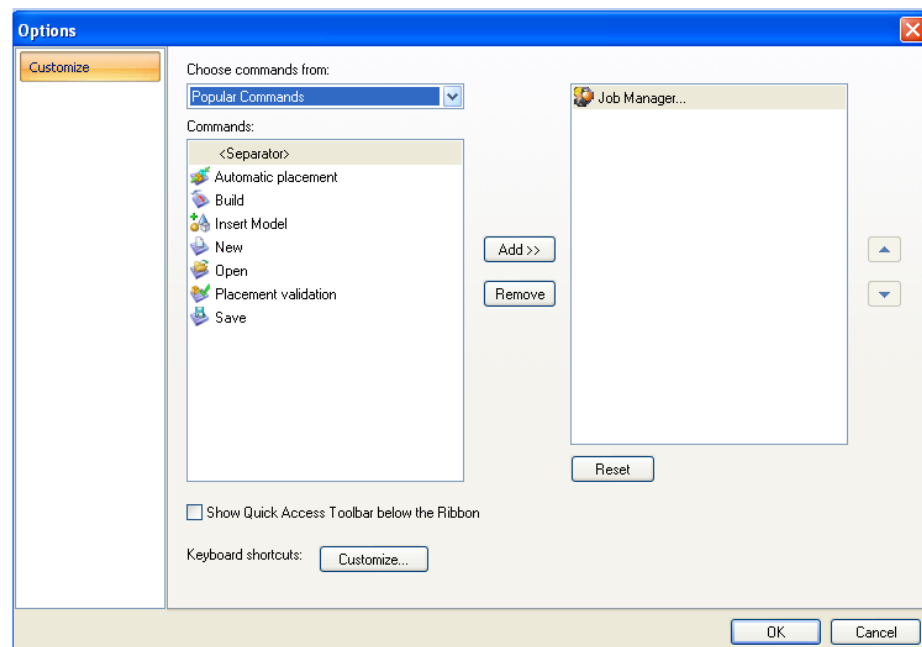 Options
Customize
Choose commands from:
Popular Commands
Job Manager...
Commands:
<Separator>
Automatic placement
Build
Insert Model
New
Open
Placement validation
Save
Add >>
Remove
Reset
Show Quick Access Toolbar below the Ribbon
Keyboard shortcuts: Customize...
OK Cancel